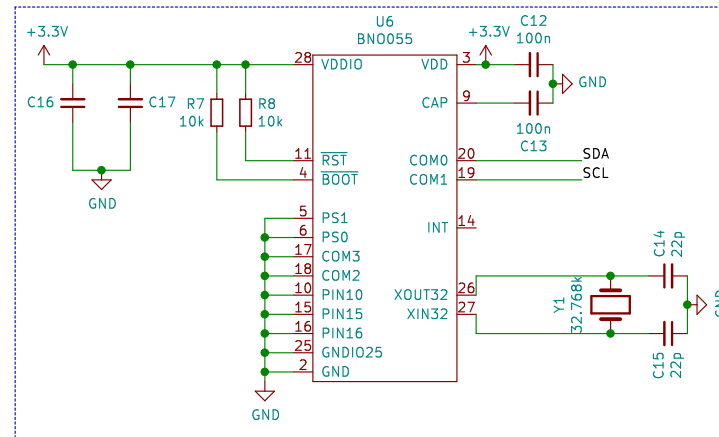 +3.3V
C16
C17
GND
R7
10k
R8
10k
U6
BNO055
28 VDDIO
11 RST
4 BOOT
5 PS1
6 PS0
17 COM3
18 COM2
10 PIN10
15 PIN15
16 PIN16
25 GNDIO25
2 GND
GND
VDD 3
CAP 9
COM0 20
COM1 19
INT 14
XOUT32 26
XIN32 27
+3.3V
C12
100n
GND
100n
C13
SDA
SCL
Y1
32.768k
C14
22p
C15
22p
GND